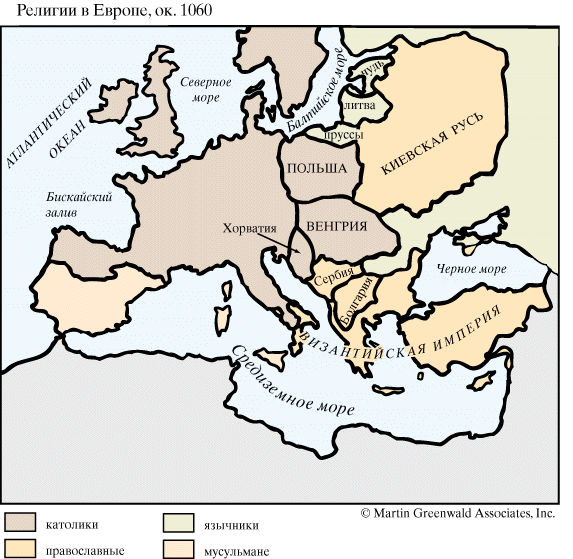 Религии в Европе, ок. 1060
АТЛАНТИЧЕСКИЙ
ОКЕАН
Северное
море
Балтийское море
чудь
литва
пруссы
КИЕВСКАЯ РУСЬ
ПОЛЬША
Бискайский
залив
Хорватия
ВЕНГРИЯ
Сербия
Болгария
Черное море
ВИЗАНТИЙСКАЯ ИМПЕРИЯ
Средиземное море
© Martin Greenwald Associates, Inc.
католики
язычники
православные
мусульмане